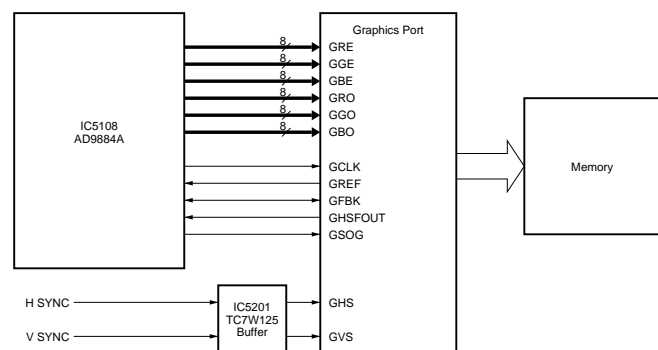 Graphics Port
8
GRE
8
GGE
8
GBE
8
GRO
8
GGO
8
GBO
IC5108
AD9884A
GCLK
GREF
GFBK
GHSFOUT
GSOG
Memory
H SYNC
V SYNC
IC5201
TC7W125
Buffer
GHS
GVS